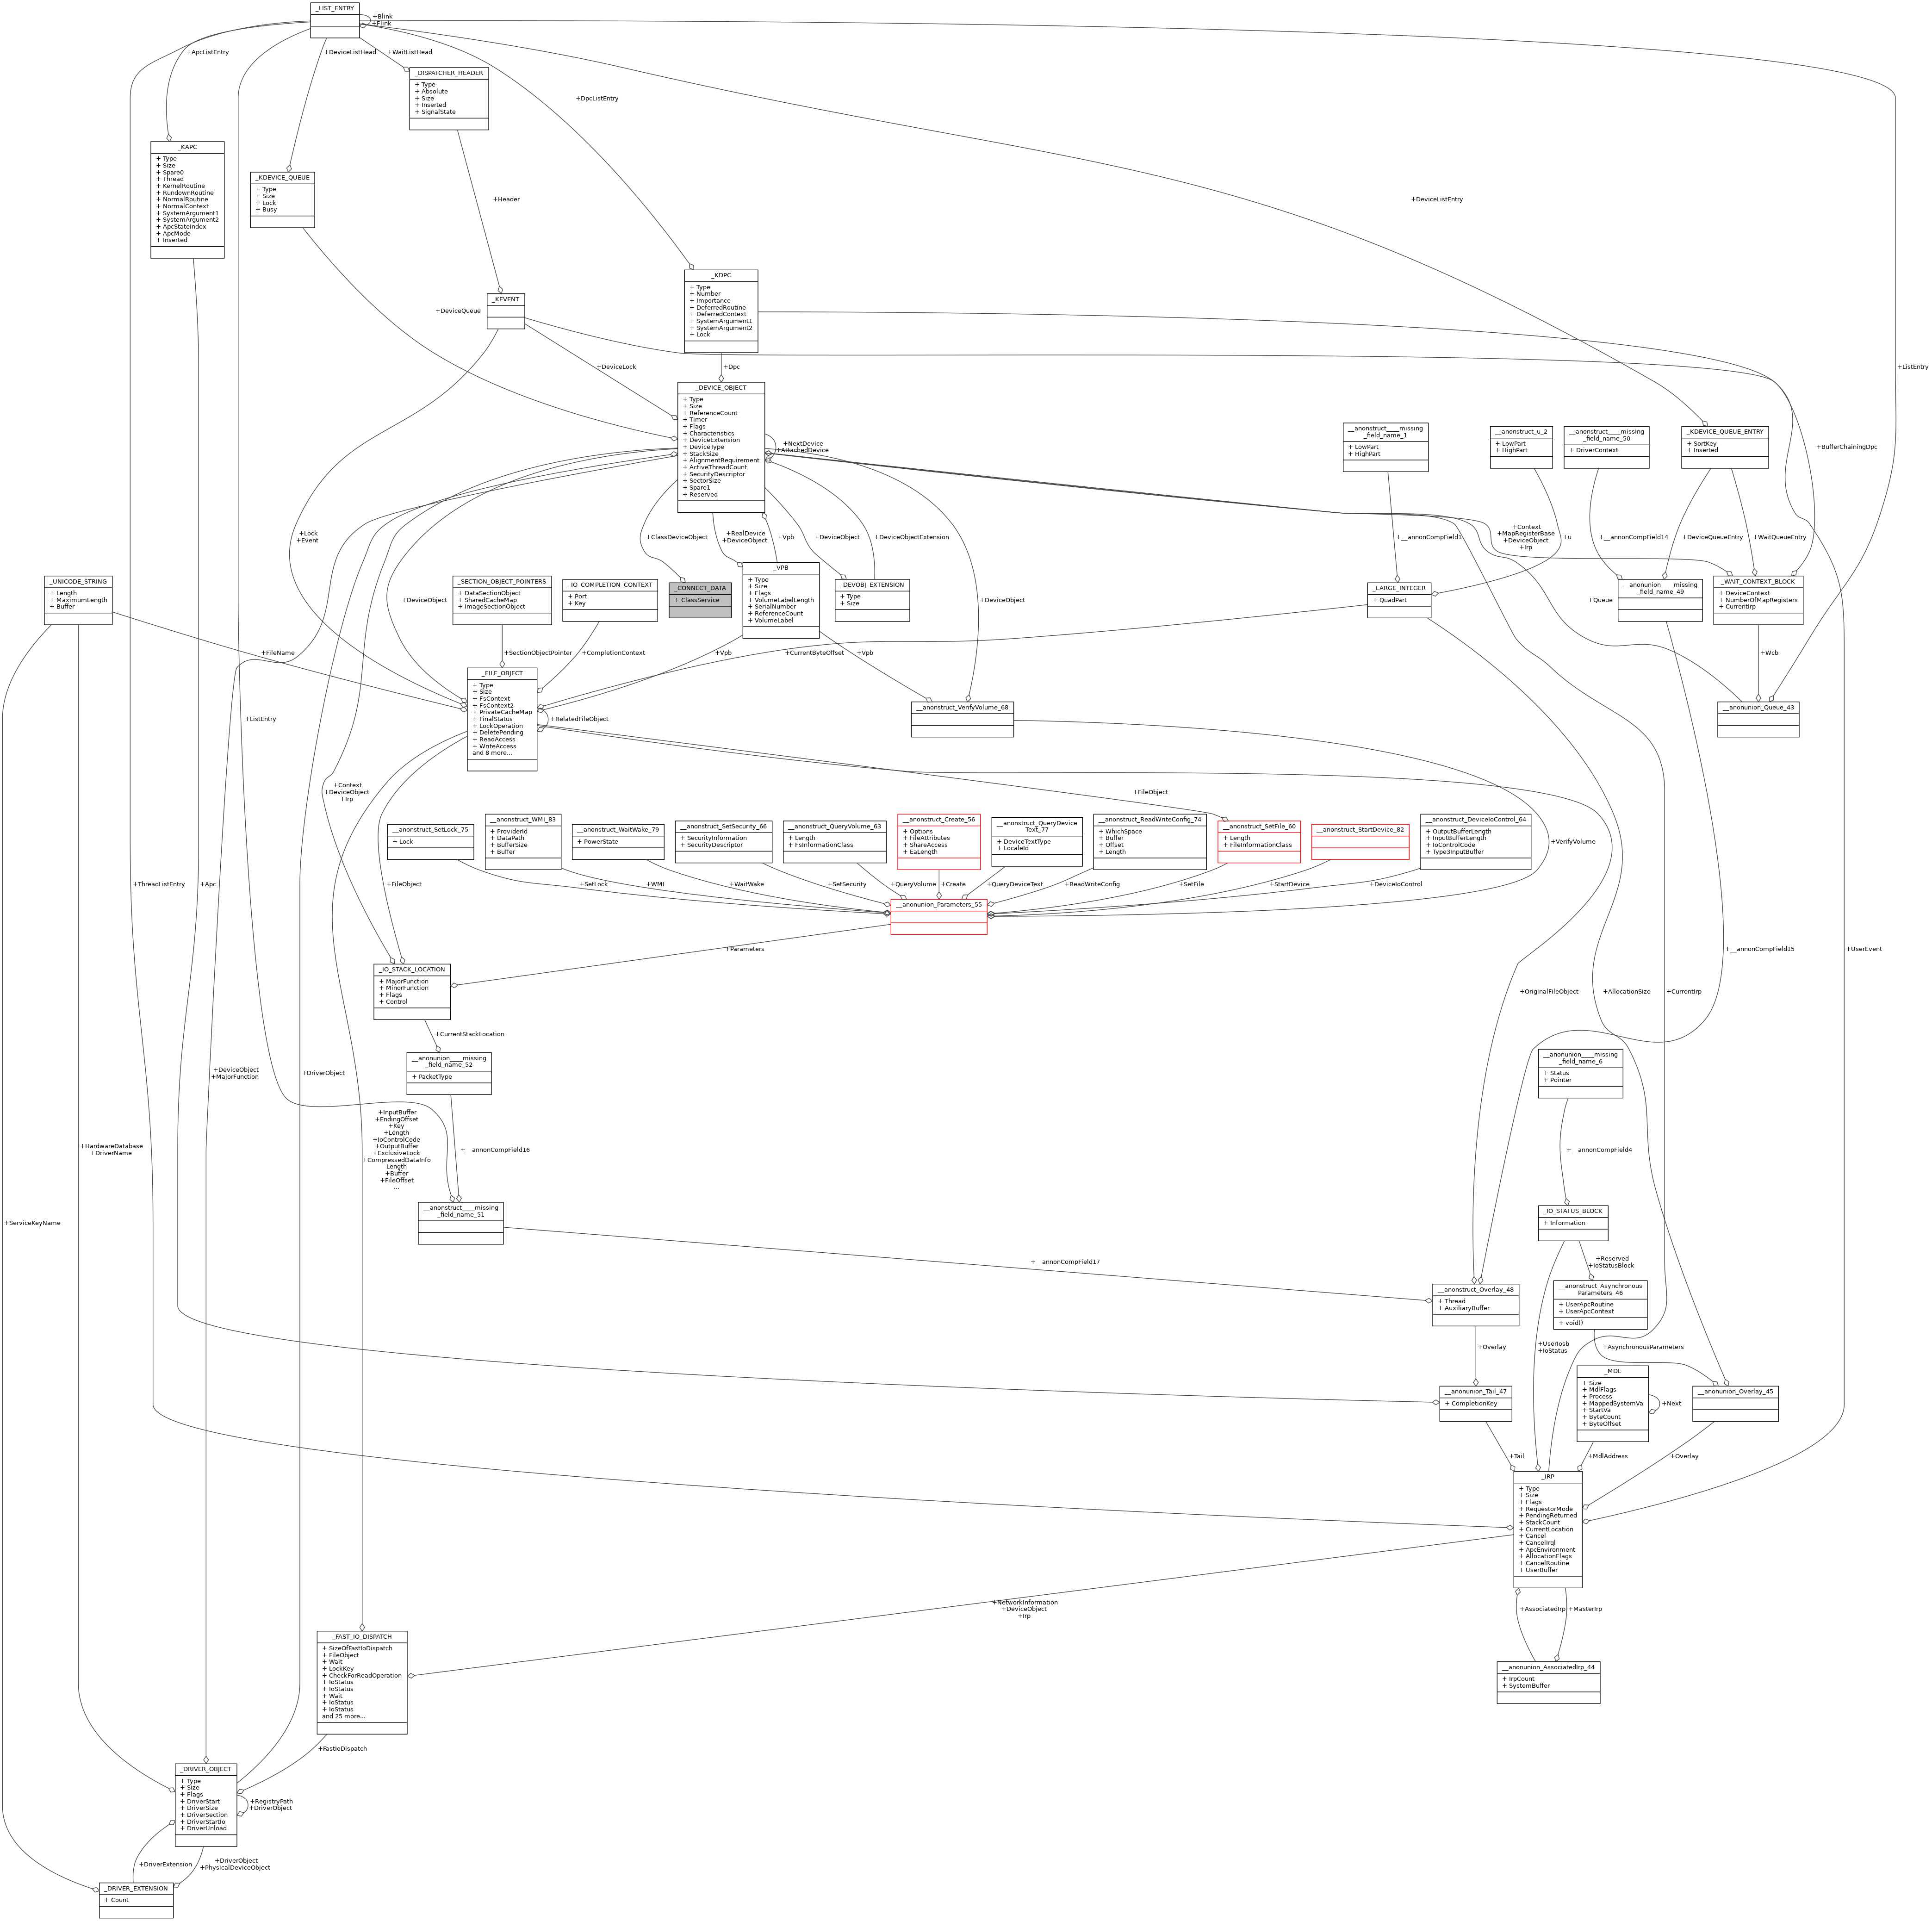 _LIST_ENTRY
+Blink
+Flink
+ApcListEntry
+DeviceListHead
+WaitListHead
_DISPATCHER_HEADER
+ Type
+ Absolute
+ Size
+ Inserted
+ SignalState
+DpcListEntry
_KAPC
+ Type
+ Size
+ Spare0
+ Thread
+ KernelRoutine
+ RundownRoutine
+ NormalRoutine
+ NormalContext
+ SystemArgument1
+ SystemArgument2
+ ApcStateIndex
+ ApcMode
+ Inserted
_KDEVICE_QUEUE
+ Type
+ Size
+ Lock
+ Busy
+Header
+DeviceListEntry
_KDPC
+ Type
+ Number
+ Importance
+ DeferredRoutine
+ DeferredContext
+ SystemArgument1
+ SystemArgument2
+ Lock
_KEVENT
+DeviceQueue
+DeviceLock
+Dpc
+ListEntry
_DEVICE_OBJECT
+ Type
+ Size
+ ReferenceCount
+ Timer
+ Flags
+ Characteristics
+ DeviceExtension
+ DeviceType
+ StackSize
+ AlignmentRequirement
+ ActiveThreadCount
+ SecurityDescriptor
+ SectorSize
+ Spare1
+ Reserved
+NextDevice
+AttachedDevice
__anonstruct____missing
_field_name_1
+ LowPart
+ HighPart
__anonstruct_u_2
+ LowPart
+ HighPart
__anonstruct____missing
_field_name_50
+ DriverContext
_KDEVICE_QUEUE_ENTRY
+ SortKey
+ Inserted
+BufferChainingDpc
+Lock
+Event
+ClassDeviceObject
+RealDevice
+DeviceObject
+Vpb
+DeviceObject
+DeviceObjectExtension
+__annonCompField1
+Context
+MapRegisterBase
+DeviceObject
+Irp
+u
+__annonCompField14
+DeviceQueueEntry
+WaitQueueEntry
_UNICODE_STRING
+ Length
+ MaximumLength
+ Buffer
_SECTION_OBJECT_POINTERS
+ DataSectionObject
+ SharedCacheMap
+ ImageSectionObject
_IO_COMPLETION_CONTEXT
+ Port
+ Key
_CONNECT_DATA
+ ClassService
_VPB
+ Type
+ Size
+ Flags
+ VolumeLabelLength
+ SerialNumber
+ ReferenceCount
+ VolumeLabel
_DEVOBJ_EXTENSION
+ Type
+ Size
_LARGE_INTEGER
+ QuadPart
__anonunion____missing
_field_name_49
_WAIT_CONTEXT_BLOCK
+ DeviceContext
+ NumberOfMapRegisters
+ CurrentIrp
+DeviceObject
+DeviceObject
+Queue
+FileName
+SectionObjectPointer
+CompletionContext
+Vpb
+CurrentByteOffset
+Vpb
+Wcb
_FILE_OBJECT
+ Type
+ Size
+ FsContext
+ FsContext2
+ PrivateCacheMap
+ FinalStatus
+ LockOperation
+ DeletePending
+ ReadAccess
+ WriteAccess
and 8 more...
+RelatedFileObject
__anonstruct_VerifyVolume_68
__anonunion_Queue_43
+ListEntry
+Context
+DeviceObject
+Irp
+FileObject
__anonstruct_SetLock_75
+ Lock
__anonstruct_WMI_83
+ ProviderId
+ DataPath
+ BufferSize
+ Buffer
__anonstruct_WaitWake_79
+ PowerState
__anonstruct_SetSecurity_66
+ SecurityInformation
+ SecurityDescriptor
__anonstruct_QueryVolume_63
+ Length
+ FsInformationClass
__anonstruct_Create_56
+ Options
+ FileAttributes
+ ShareAccess
+ EaLength
__anonstruct_QueryDevice
Text_77
+ DeviceTextType
+ LocaleId
__anonstruct_ReadWriteConfig_74
+ WhichSpace
+ Buffer
+ Offset
+ Length
__anonstruct_SetFile_60
+ Length
+ FileInformationClass
__anonstruct_StartDevice_82
__anonstruct_DeviceIoControl_64
+ OutputBufferLength
+ InputBufferLength
+ IoControlCode
+ Type3InputBuffer
+VerifyVolume
+ThreadListEntry
+Apc
+FileObject
+SetLock
+WMI
+WaitWake
+SetSecurity
+QueryVolume
+Create
+QueryDeviceText
+ReadWriteConfig
+SetFile
+StartDevice
+DeviceIoControl
__anonunion_Parameters_55
+Parameters
+__annonCompField15
+UserEvent
_IO_STACK_LOCATION
+ MajorFunction
+ MinorFunction
+ Flags
+ Control
+OriginalFileObject
+AllocationSize
+CurrentIrp
+CurrentStackLocation
__anonunion____missing
_field_name_52
+ PacketType
__anonunion____missing
_field_name_6
+ Status
+ Pointer
+DeviceObject
+MajorFunction
+DriverObject
+InputBuffer
+EndingOffset
+Key
+Length
+IoControlCode
+OutputBuffer
+ExclusiveLock
+CompressedDataInfo
Length
+Buffer
+FileOffset
...
+HardwareDatabase
+DriverName
+__annonCompField16
+__annonCompField4
__anonstruct____missing
_field_name_51
_IO_STATUS_BLOCK
+ Information
+ServiceKeyName
+__annonCompField17
+Reserved
+IoStatusBlock
__anonstruct_Overlay_48
+ Thread
+ AuxiliaryBuffer
__anonstruct_Asynchronous
Parameters_46
+ UserApcRoutine
+ UserApcContext
+ void()
+Overlay
+UserIosb
+IoStatus
+AsynchronousParameters
_MDL
+ Size
+ MdlFlags
+ Process
+ MappedSystemVa
+ StartVa
+ ByteCount
+ ByteOffset
+Next
__anonunion_Tail_47
+ CompletionKey
__anonunion_Overlay_45
+Tail
+MdlAddress
+Overlay
_IRP
+ Type
+ Size
+ Flags
+ RequestorMode
+ PendingReturned
+ StackCount
+ CurrentLocation
+ Cancel
+ CancelIrql
+ ApcEnvironment
+ AllocationFlags
+ CancelRoutine
+ UserBuffer
+NetworkInformation
+DeviceObject
+Irp
+AssociatedIrp
+MasterIrp
_FAST_IO_DISPATCH
+ SizeOfFastIoDispatch
+ FileObject
+ Wait
+ LockKey
+ CheckForReadOperation
+ IoStatus
+ IoStatus
+ Wait
+ IoStatus
+ IoStatus
and 25 more...
__anonunion_AssociatedIrp_44
+ IrpCount
+ SystemBuffer
+FastIoDispatch
_DRIVER_OBJECT
+ Type
+ Size
+ Flags
+ DriverStart
+ DriverSize
+ DriverSection
+ DriverStartIo
+ DriverUnload
+RegistryPath
+DriverObject
+DriverExtension
+DriverObject
+PhysicalDeviceObject
_DRIVER_EXTENSION
+ Count